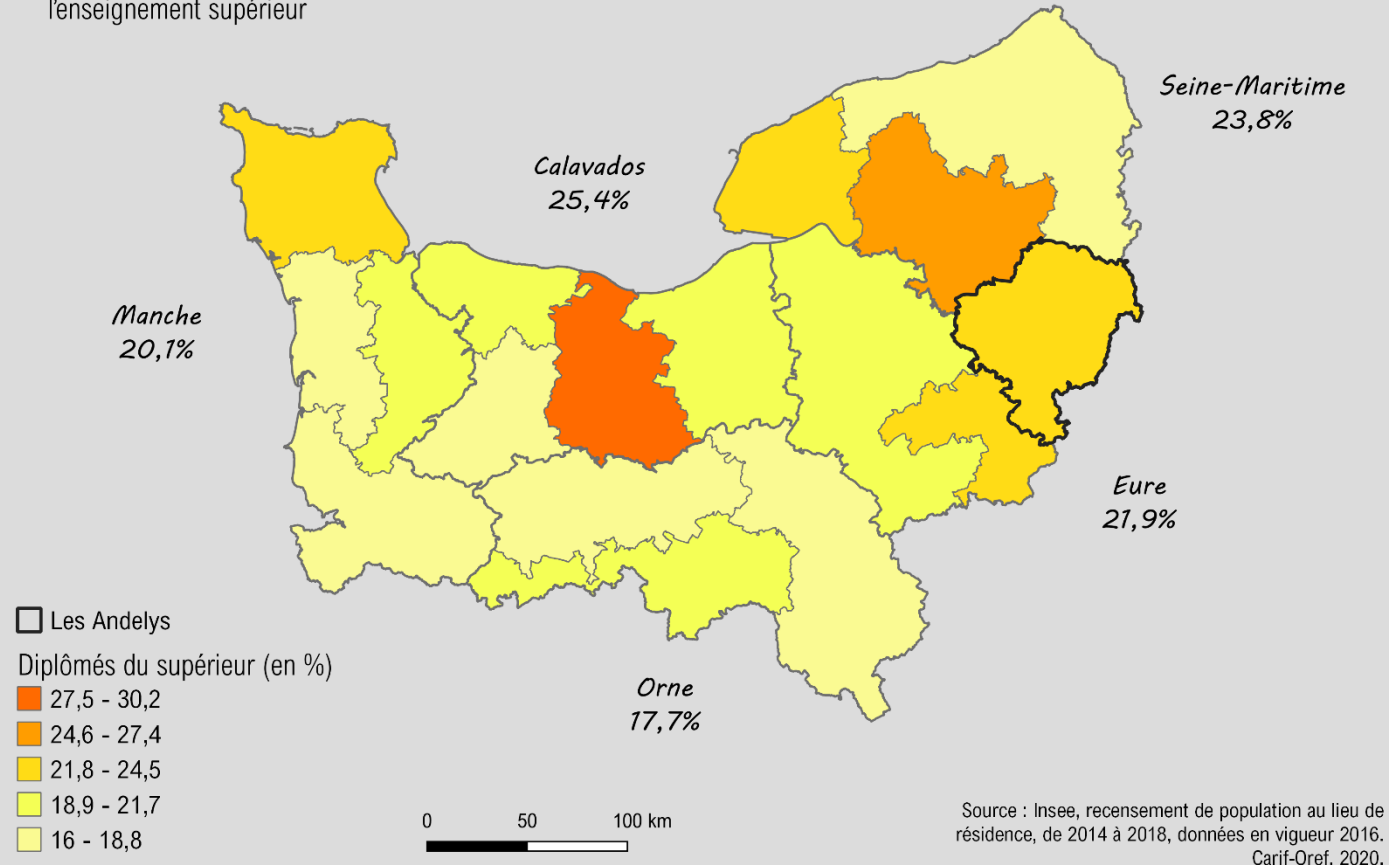 l'enseignement supérieur
Seine-Maritime
23,8%
Calavados
25,4%
Manche
20,1%
Eure
21,9%
Les Andelys
Diplômés du supérieur (en %)
27,5 - 30,2
24,6 - 27,4
21,8 - 24,5
18,9 - 21,7
16 - 18,8
Orne
17,7%
0 50 100 km
Source : Insee, recensement de population au lieu de
résidence, de 2014 à 2018, données en vigueur 2016.
Carif-Oref, 2020.